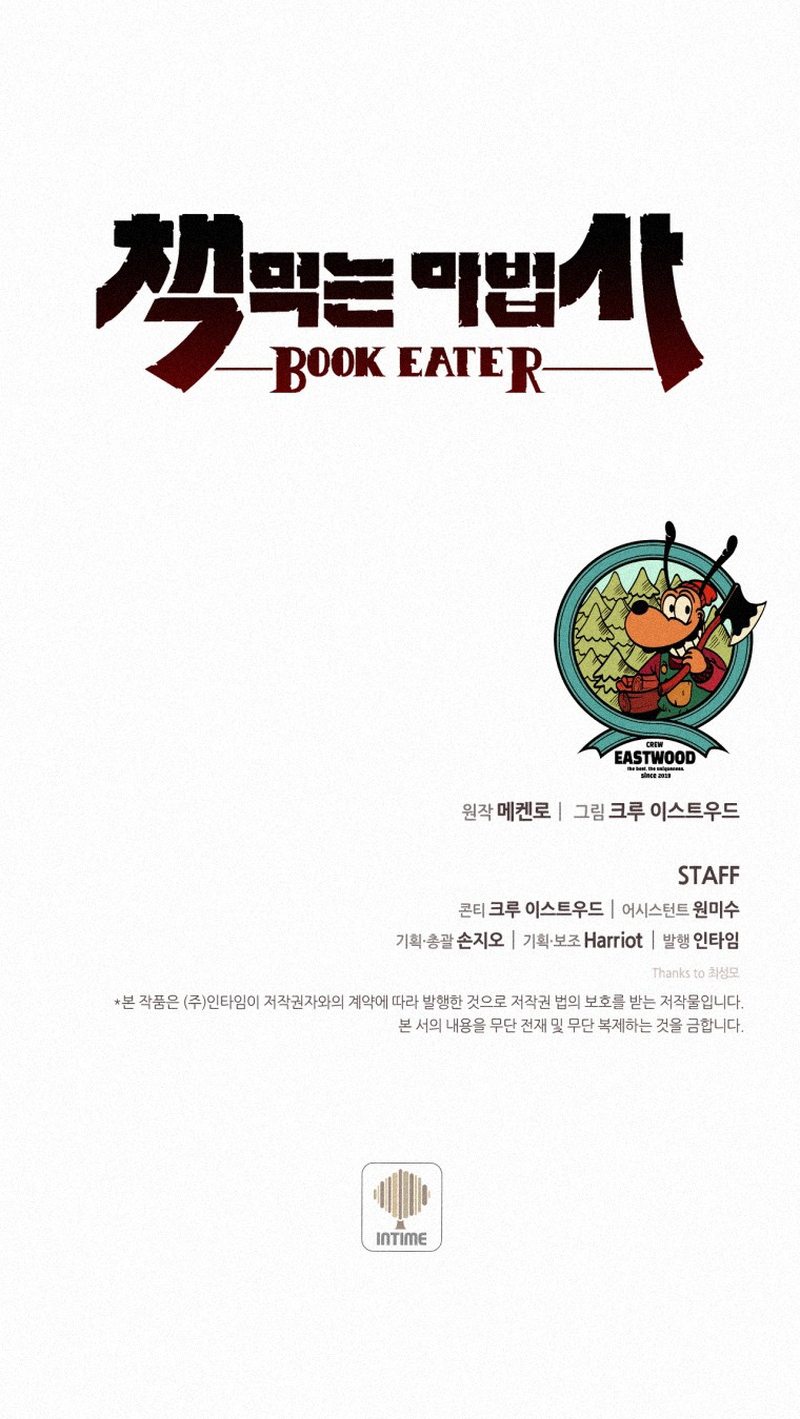 책먹는 마법사
BOOK EATER
CREW
EASTWOOD
the best. the uniqueness.
since 2019
원작 메켄로 | 그림 크루 이스트우드
STAFF
콘티 크루 이스트우드 | 어시스턴트 원미수
기획·총괄 손지오 | 기획·보조 Harriot | 발행 인타임
Thanks to 최성모
*본 작품은 (주)인타임이 저작권자와의 계약에 따라 발행한 것으로 저작권 법의 보호를 받는 저작물입니다.
본 서의 내용을 무단 전재 및 무단 복제하는 것을 금합니다.
INTIME